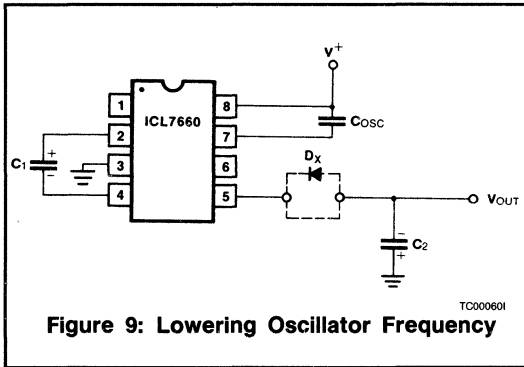 V+
1
ICL7660
8
COSC
2
7
C1
+
-
3
6
DX
4
5
VOUT
-
C2
+
TC00060I
Figure 9: Lowering Oscillator Frequency